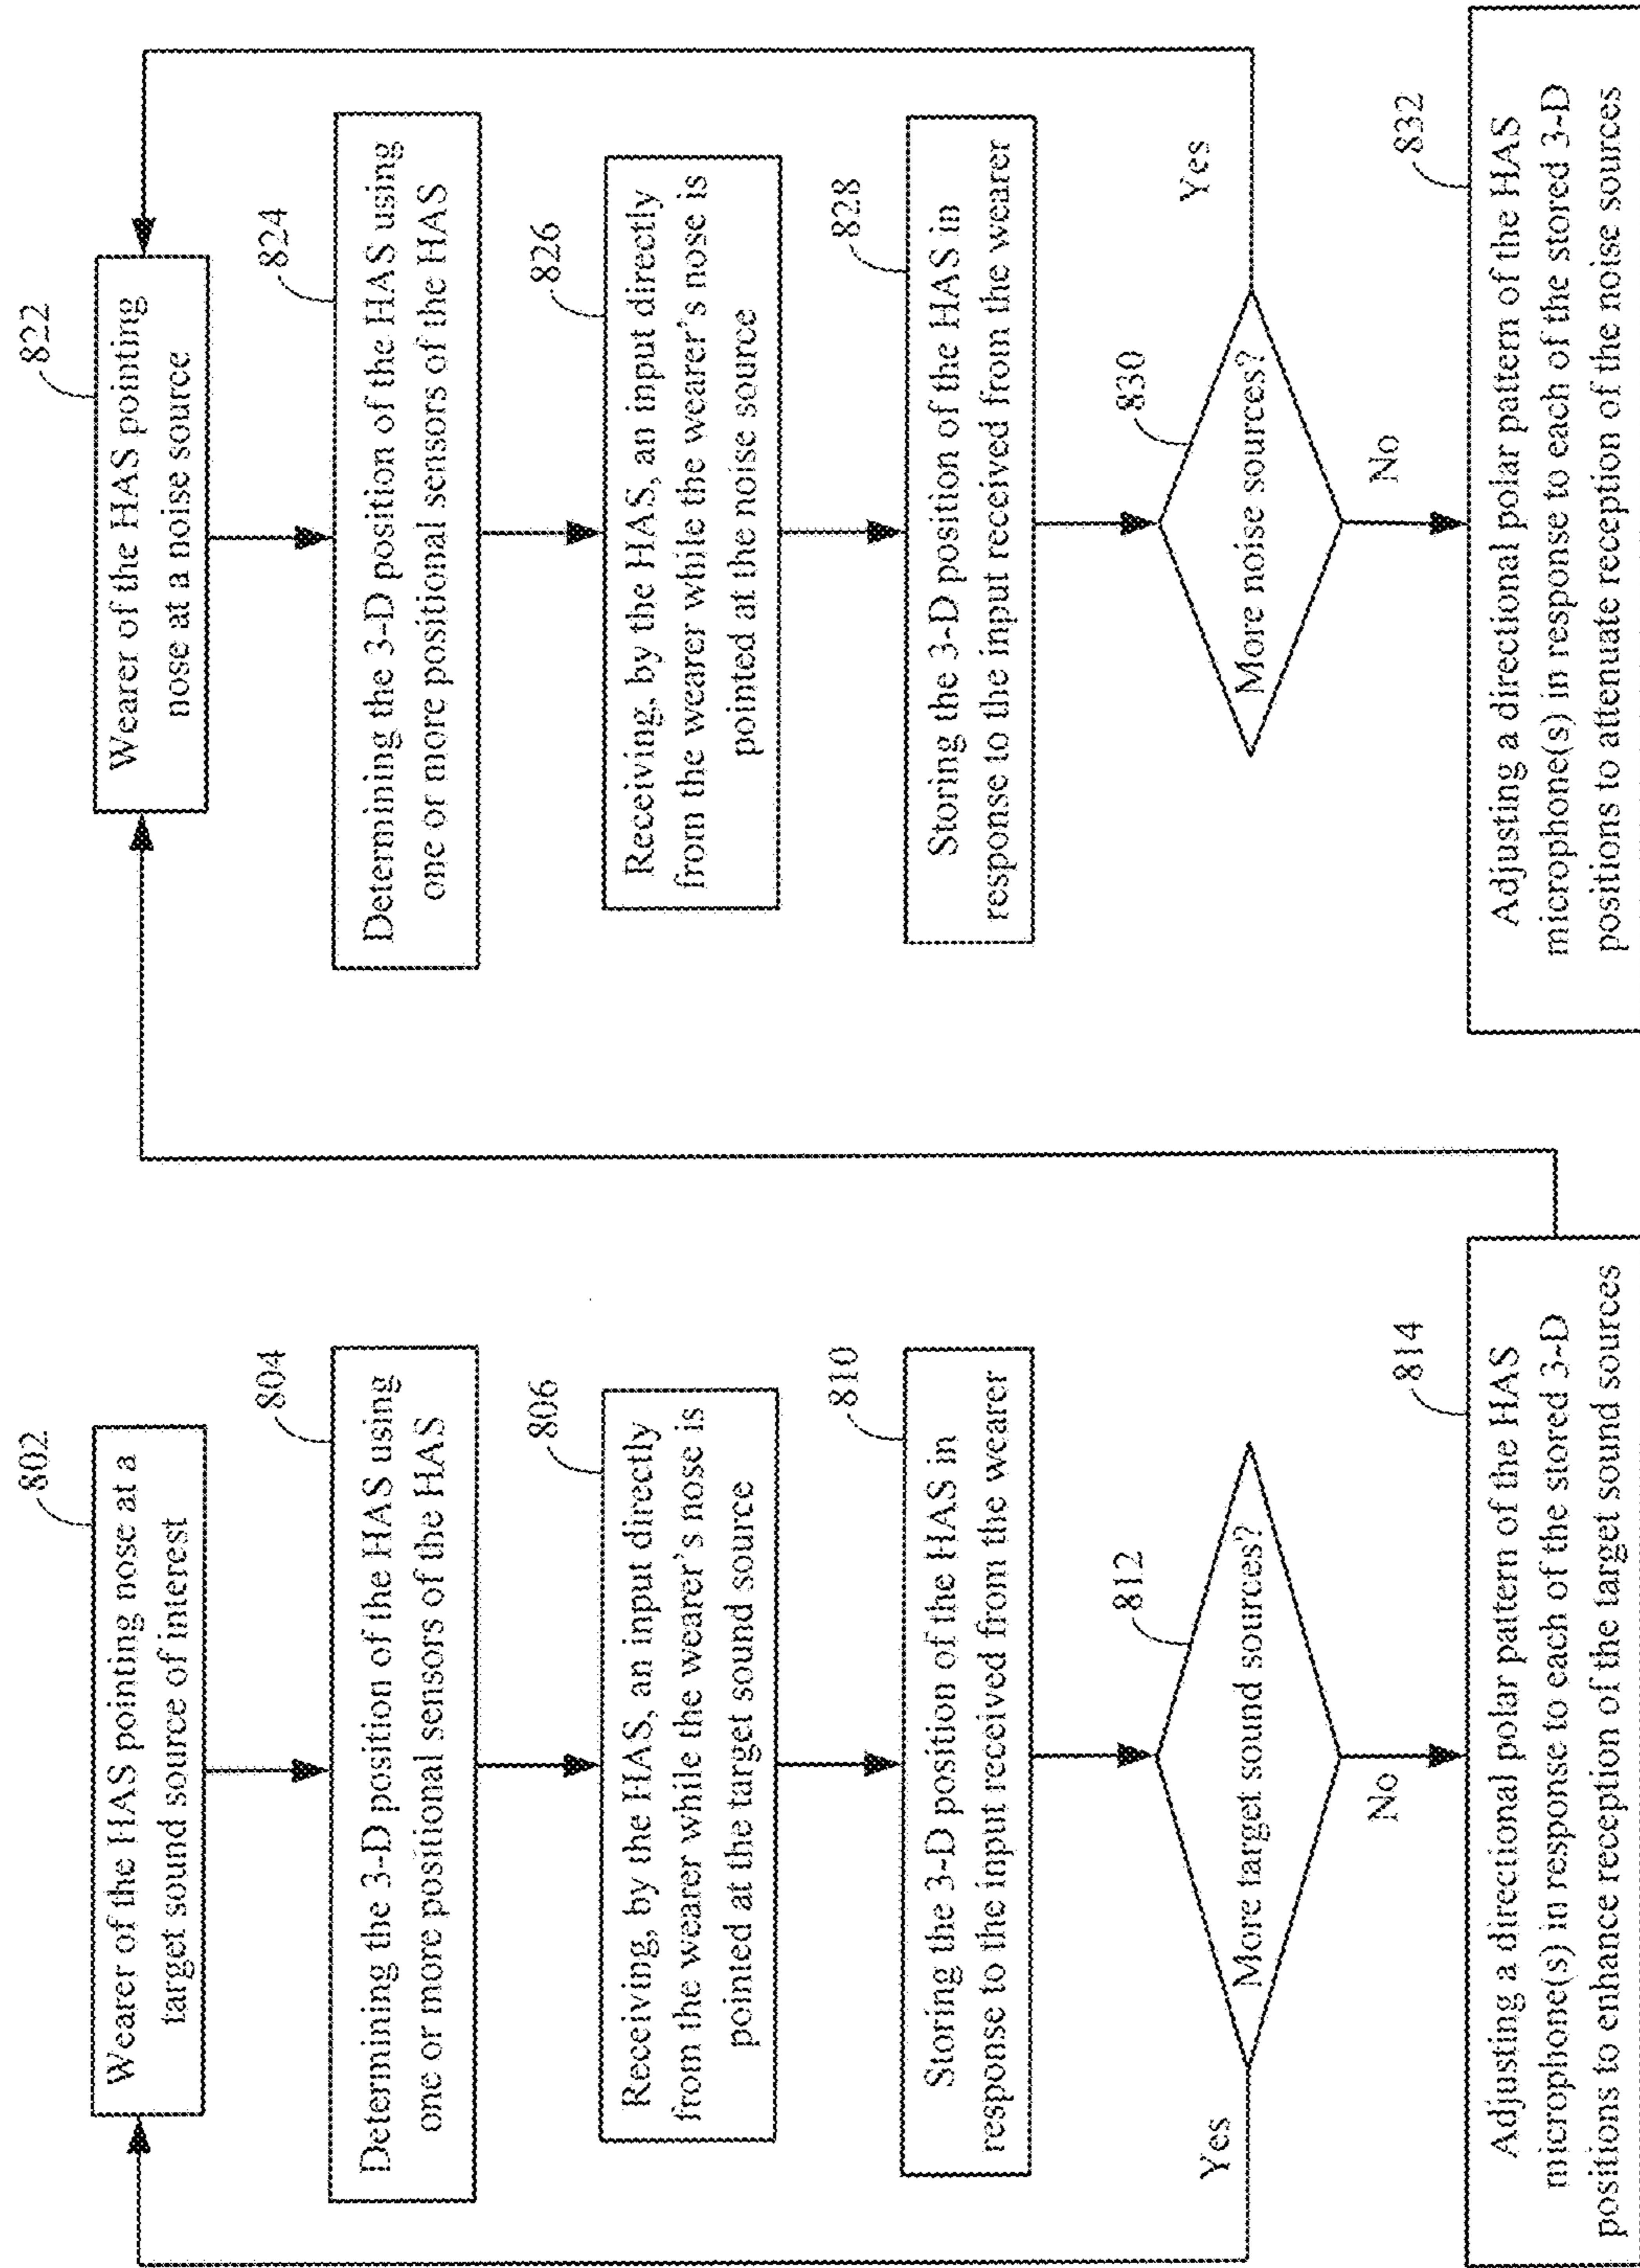 802
Wearer of the HAS pointing nose at a
target sound source of interest
804
Determining the 3-D position of the HAS using
one or more positional sensors of the HAS
806
Receiving, by the HAS, an input directly
from the wearer while the wearer's nose is
pointed at the target sound source
810
Storing the 3-D position of the HAS in
response to the input received from the wearer
812
More target sound sources?
Yes
No
814
Adjusting a directional polar pattern of the HAS
microphone(s) in response to each of the stored 3-D
positions to enhance reception of the target sound sources
822
Wearer of the HAS pointing
nose at a noise source
824
Determining the 3-D position of the HAS using
one or more positional sensors of the HAS
826
Receiving, by the HAS, an input directly
from the wearer while the wearer's nose is
pointed at the noise source
828
Storing the 3-D position of the HAS in
response to the input received from the wearer
830
More noise sources?
Yes
No
832
Adjusting a directional polar pattern of the HAS
microphone(s) in response to each of the stored 3-D
positions to attenuate reception of the noise sources